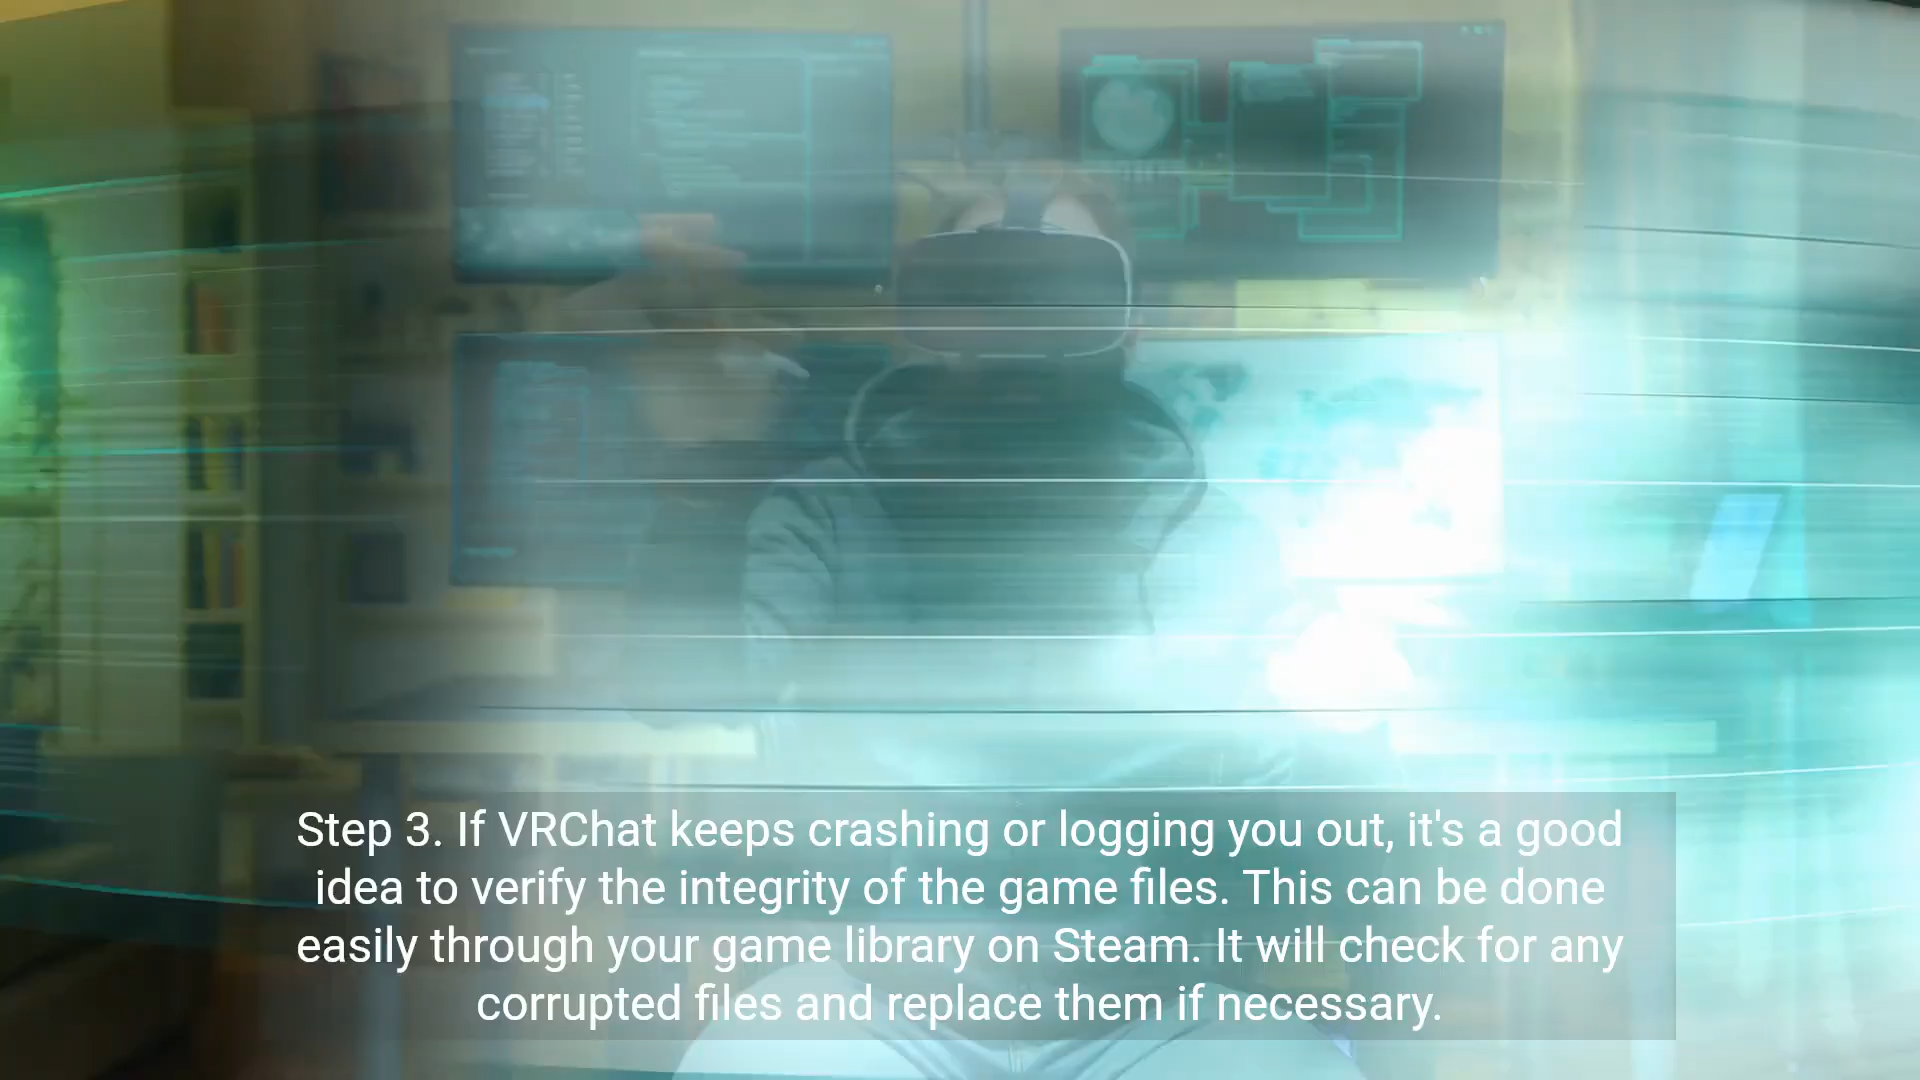 Step 3. If VRChat keeps crashing or logging you out, it's a good
idea to verify the integrity of the game files. This can be done
easily through your game library on Steam. It will check for any
corrupted files and replace them if necessary.